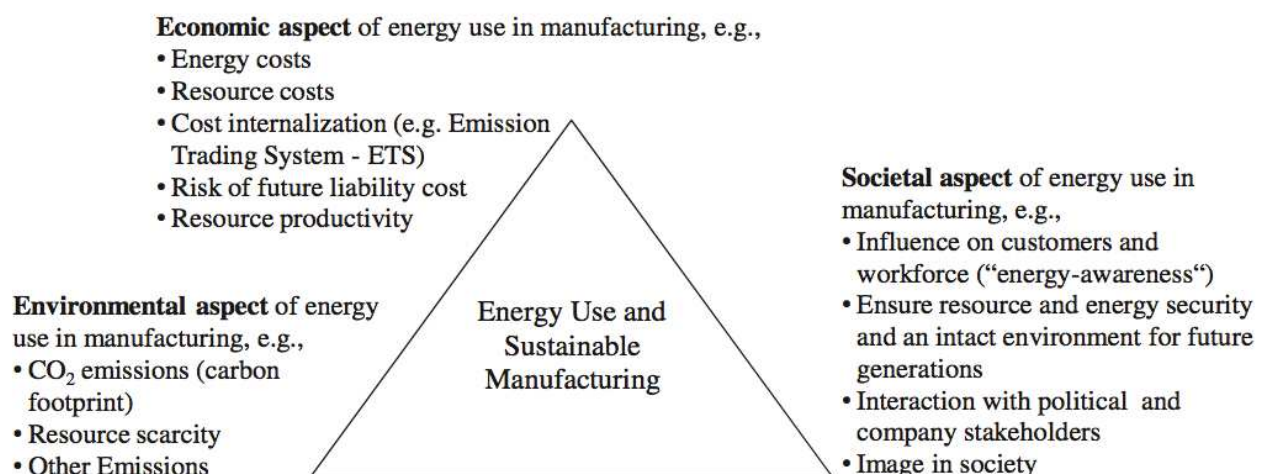 Economic aspect of energy use in manufacturing, e.g.,
• Energy costs
• Resource costs
• Cost internalization (e.g. Emission
Trading System - ETS)
• Risk of future liability cost
• Resource productivity
Societal aspect of energy use in
manufacturing, e.g.,
• Influence on customers and
workforce (“energy-awareness“)
• Ensure resource and energy security
and an intact environment for future
generations
• Interaction with political and
company stakeholders
• Image in society
Environmental aspect of energy
use in manufacturing, e.g.,
• CO₂ emissions (carbon
footprint)
• Resource scarcity
• Other Emissions
Energy Use and
Sustainable
Manufacturing